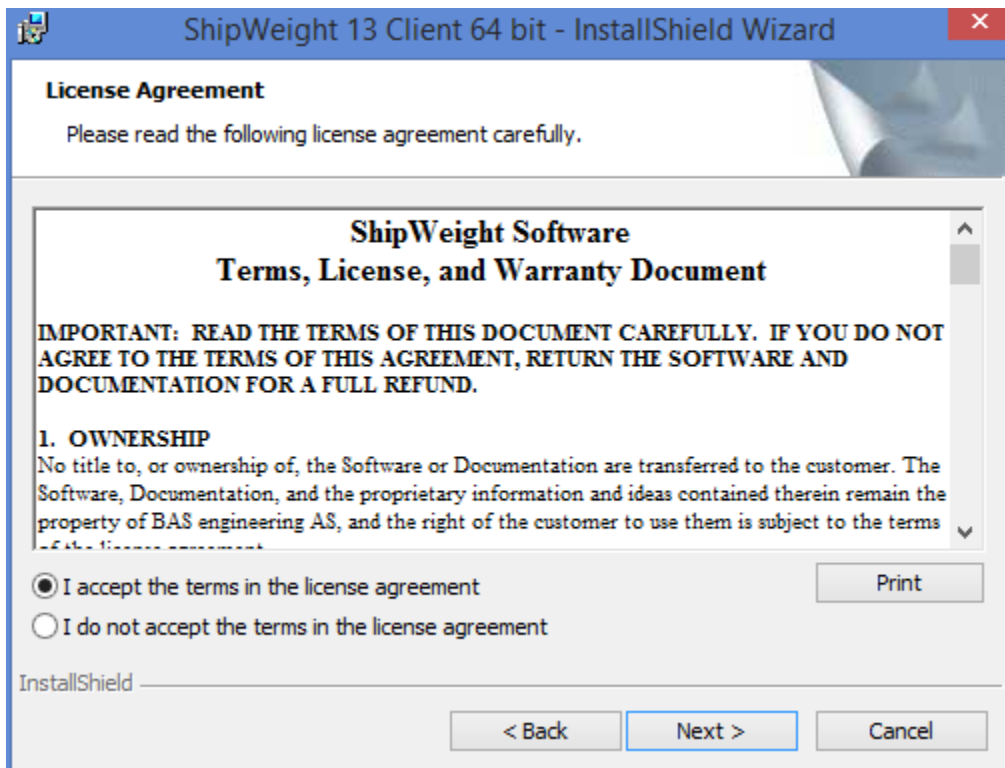 ShipWeight 13 Client 64 bit - InstallShield Wizard
License Agreement
Please read the following license agreement carefully.
ShipWeight Software
Terms, License, and Warranty Document
IMPORTANT: READ THE TERMS OF THIS DOCUMENT CAREFULLY. IF YOU DO NOT
AGREE TO THE TERMS OF THIS AGREEMENT, RETURN THE SOFTWARE AND
DOCUMENTATION FOR A FULL REFUND.
1. OWNERSHIP
No title to, or ownership of, the Software or Documentation are transferred to the customer. The
Software, Documentation, and the proprietary information and ideas contained therein remain the
property of BAS engineering AS, and the right of the customer to use them is subject to the terms
of the license agreement
I accept the terms in the license agreement
Print
I do not accept the terms in the license agreement
InstallShield
< Back
Next >
Cancel